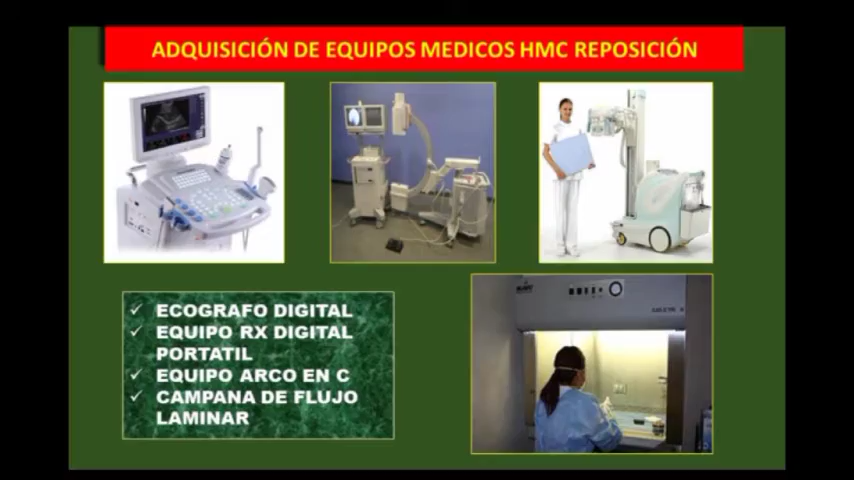 ADQUISICIÓN DE EQUIPOS MEDICOS HMC REPOSICIÓN
✓ ECOGRAFO DIGITAL
✓ EQUIPO RX DIGITAL
PORTATIL
✓ EQUIPO ARCO EN C
✓ CAMPANA DE FLUJO
LAMINAR